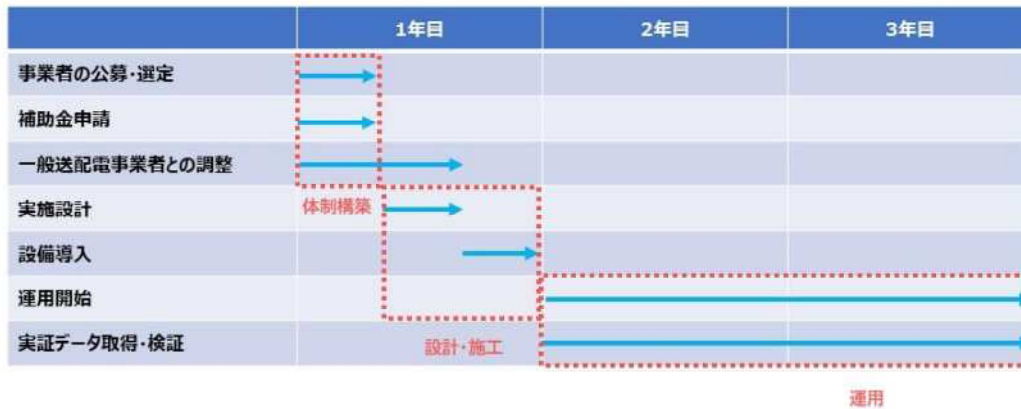 1年目 2年目 3年目
事業者の公募・選定
補助金申請
一般送配電事業者との調整
体制構築
実施設計
設備導入
運用開始
実証データ取得・検証
設計・施工
運用